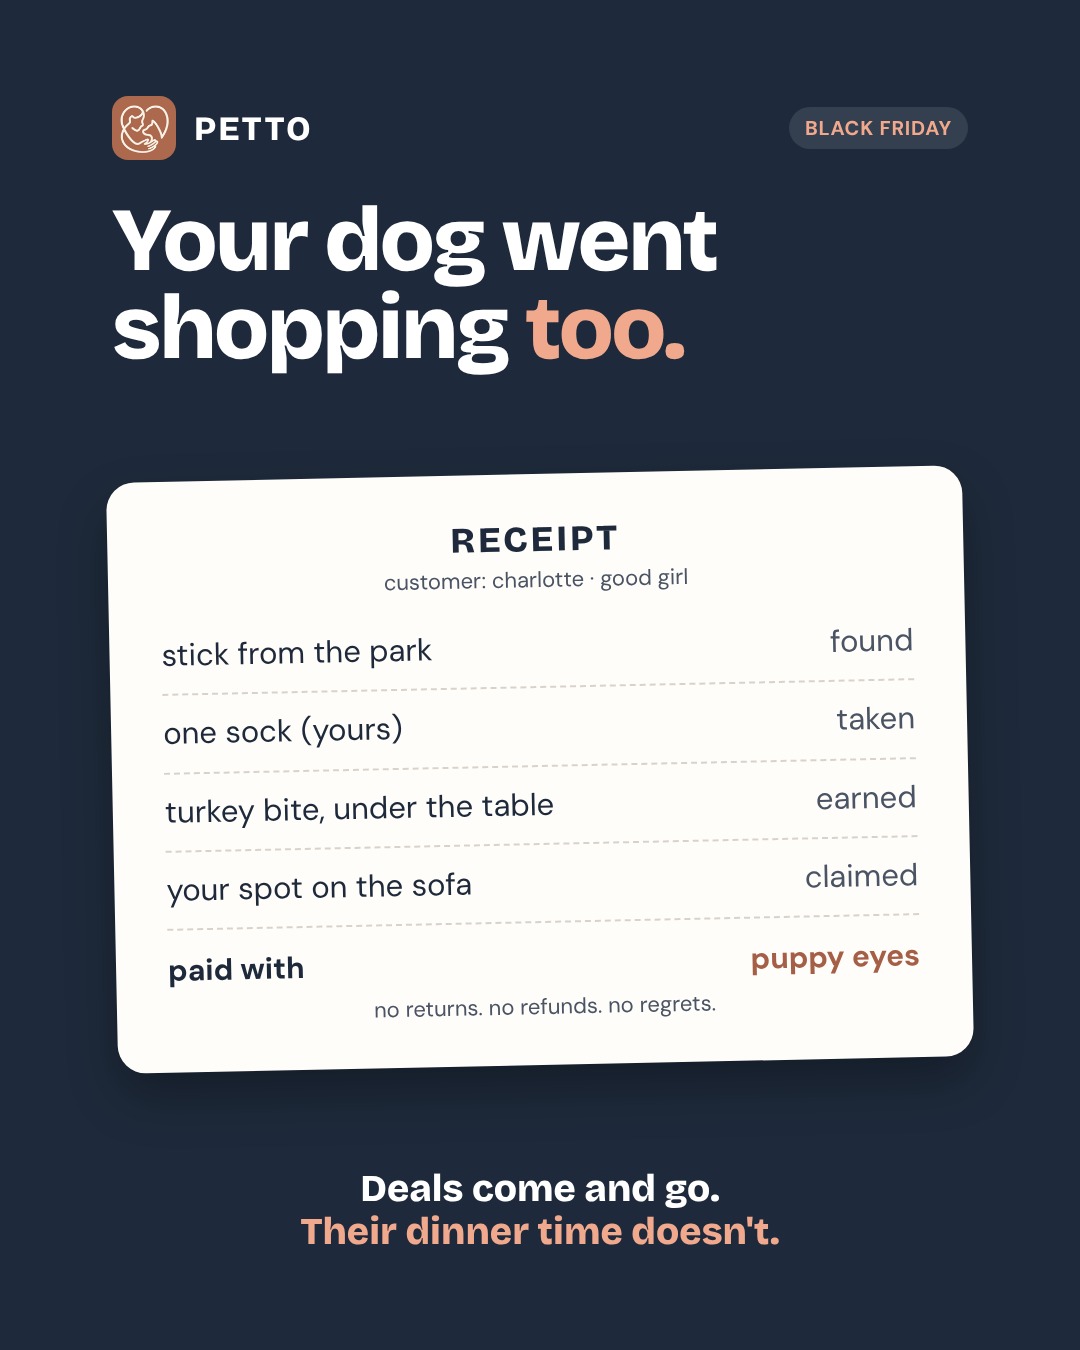 PETTO
BLACK FRIDAY
Your dog went
shopping too.
RECEIPT
customer: charlotte · good girl
stick from the park found
one sock (yours) taken
turkey bite, under the table earned
your spot on the sofa claimed
paid with puppy eyes
no returns. no refunds. no regrets.
Deals come and go.
Their dinner time doesn't.